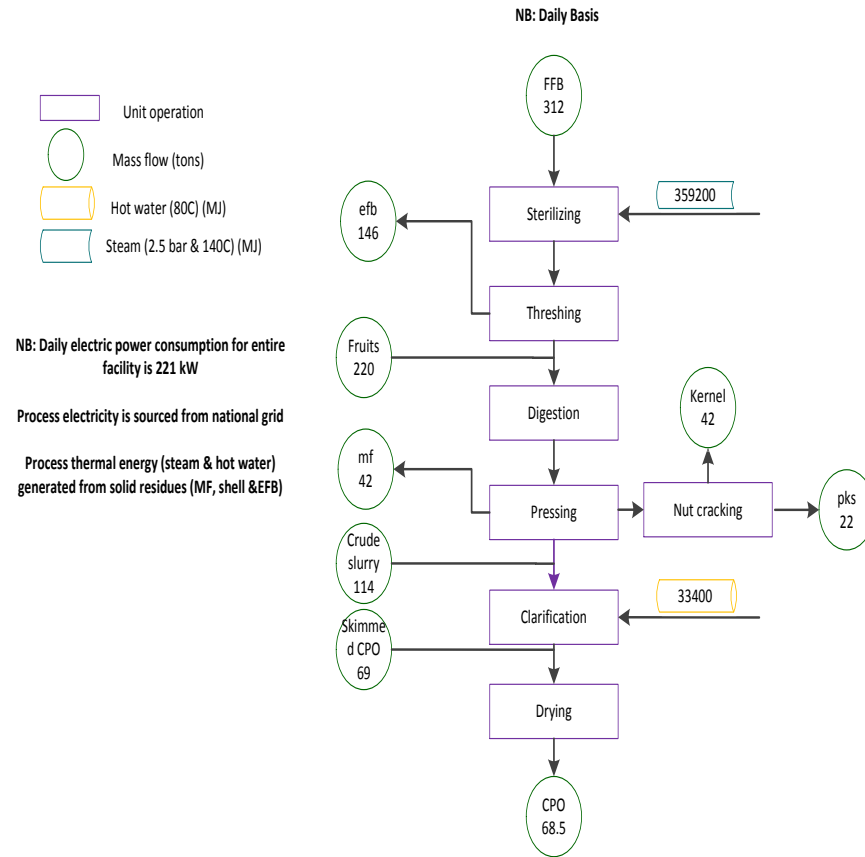 NB: Daily Basis
Unit operation
Mass flow (tons)
Hot water (80C) (MJ)
Steam (2.5 bar & 140C) (MJ)
NB: Daily electric power consumption for entire
facility is 221 kW
Process electricity is sourced from national grid
Process thermal energy (steam & hot water)
generated from solid residues (MF, shell &EFB)
FFB
312
359200
Sterilizing
efb
146
Threshing
Fruits
220
Digestion
Kernel
42
mf
42
Pressing
Nut cracking
pks
22
Crude
slurry
114
33400
Clarification
Skimme
d CPO
69
Drying
CPO
68.5